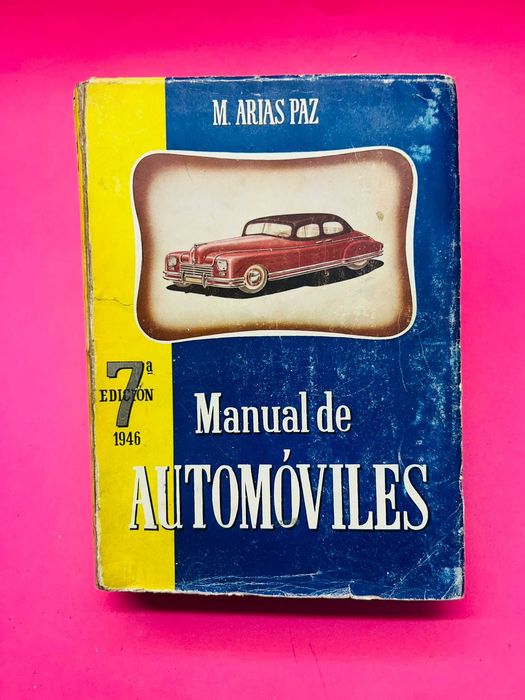 M. ARIAS PAZ
7ª
EDICIÓN
1946
Manual de
AUTOMÓVILES